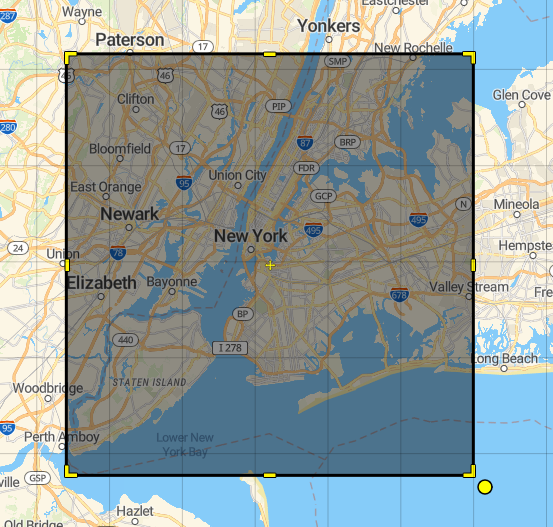 Eastchester
Wayne
287
Yonkers
Paterson
17
New Rochelle
SMP
46
46
Glen Cove
Clifton
PIP
46
280
87
BRP
Bloomfield
17
FDR
Union City
95
East Orange
GCP
Mineola
N
Newark
495
495
New York
24
Union
78
Hempste
Elizabeth
Bayonne
Valley Stream
Fre
678
BP
440
I 278
Long Beach
STATEN ISLAND
Woodbridge
95
Perth Amboy
Lower New
York Bay
GSP
ville
Hazlet
Old Bridge